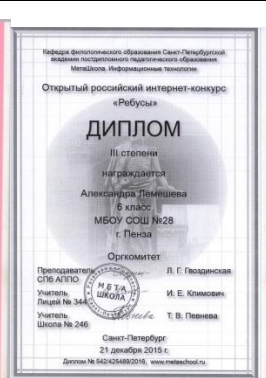 Кафедра филологического образования Санкт-Петербургской
академии постдипломного педагогического образования
МетаШкола. Информационные технологии
Открытый российский интернет-конкурс
«Ребусы»
ДИПЛОМ
III степени
награждается
Александра Лемешева
6 класс
МБОУ СОШ №28
г. Пенза
Оргкомитет
Преподаватель
СПб АППО
Л. Г. Гвоздинская
Учитель
Лицей № 344
И. Е. Климович
Учитель
Школа № 246
Т. В. Певнева
МЕТА
ШКОЛА
Санкт-Петербург
21 декабря 2015 г.
Диплом № 542/425489/2016, www.metaschool.ru